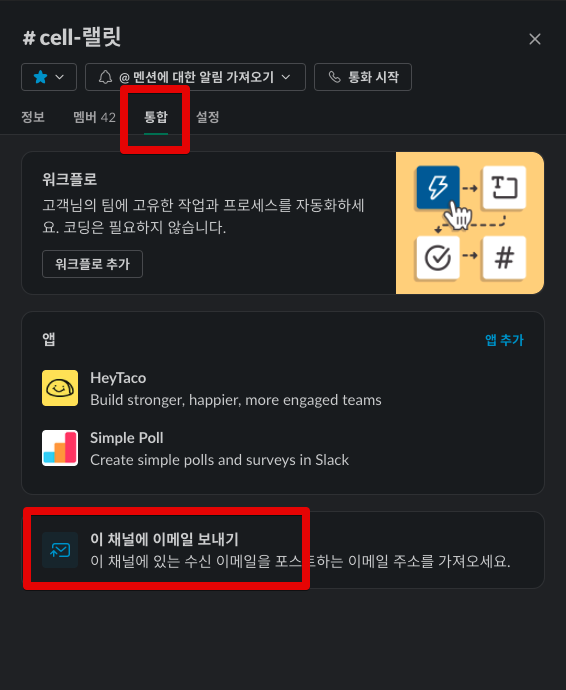 # cell-랠릿
@ 멘션에 대한 알림 가져오기
통화 시작
정보 멤버 42 통합 설정
워크플로
고객님의 팀에 고유한 작업과 프로세스를 자동화하세
요. 코딩은 필요하지 않습니다.
워크플로 추가
앱 앱 추가
HeyTaco
Build stronger, happier, more engaged teams
Simple Poll
Create simple polls and surveys in Slack
이 채널에 이메일 보내기
이 채널에 있는 수신 이메일을 포스트하는 이메일 주소를 가져오세요.